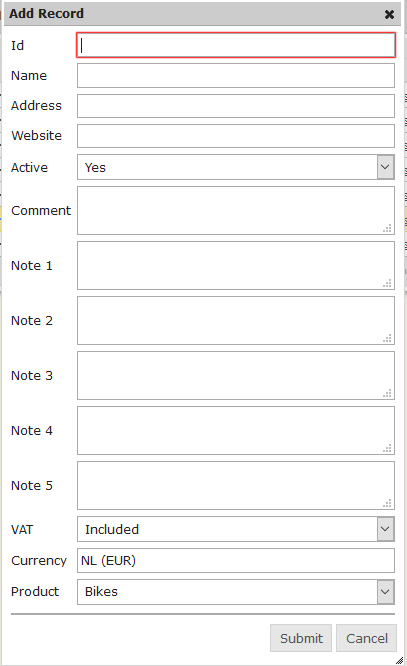 Add Record
Id
Name
Address
Website
Active Yes
Comment
Note 1
Note 2
Note 3
Note 4
Note 5
VAT Included
Currency NL (EUR)
Product Bikes
Submit Cancel